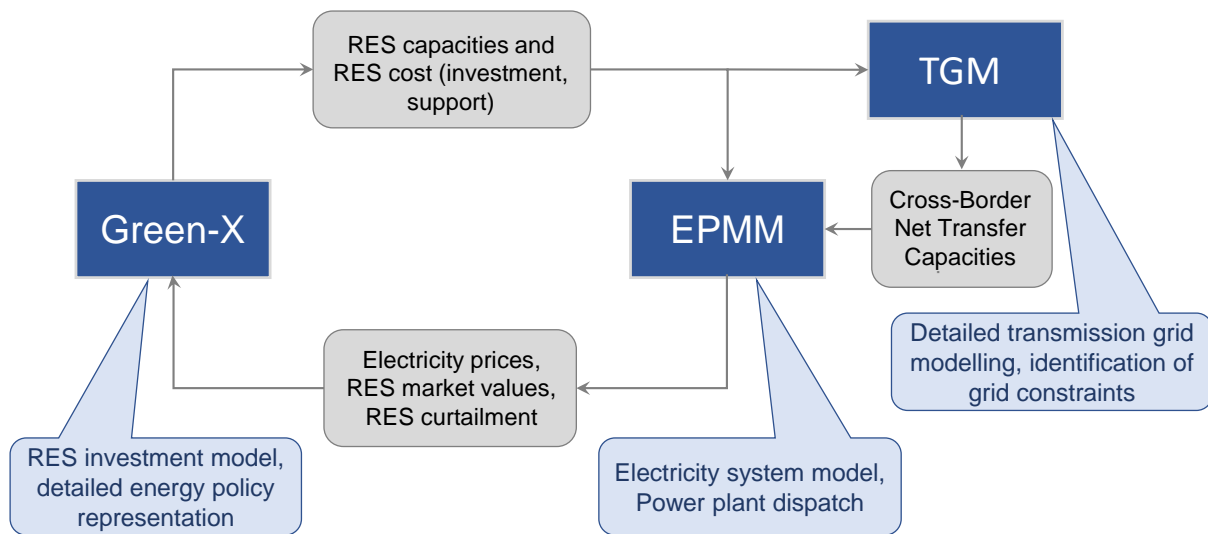 RES capacities and
RES cost (investment,
support)
TGM
Green-X
EPMM
Cross-Border
Net Transfer
Capacities
Electricity prices,
RES market values,
RES curtailment
Detailed transmission grid
modelling, identification of
grid constraints
RES investment model,
detailed energy policy
representation
Electricity system model,
Power plant dispatch